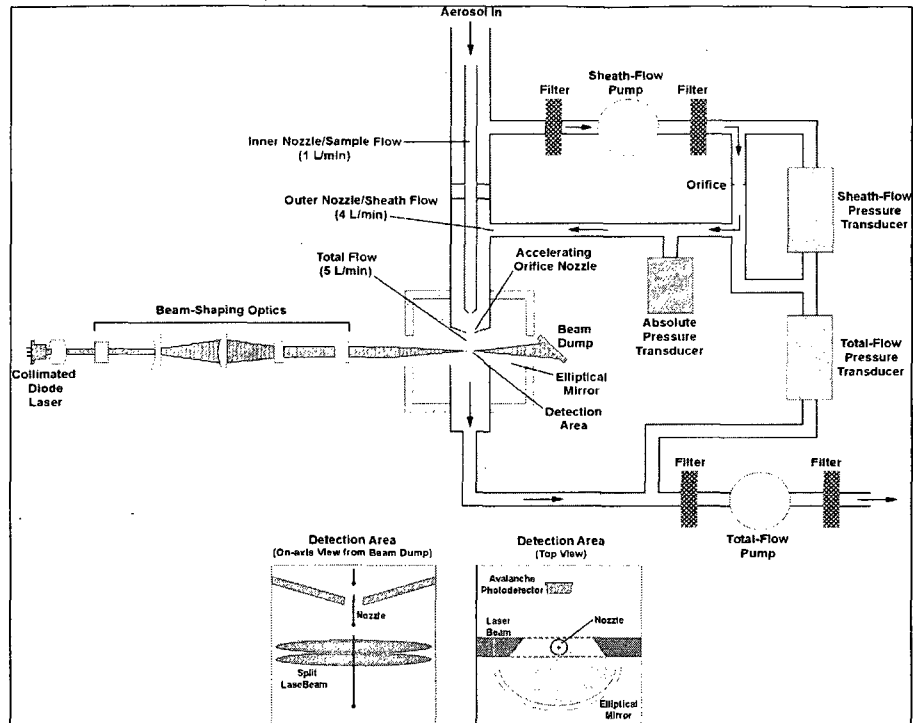 Aerosol In
Sheath-Flow
Pump
Filter
Filter
Inner Nozzle/Sample Flow
(1 L/min)
Orifice
Outer Nozzle/Sheath Flow
(4 L/min)
Sheath-Flow
Pressure
Transducer
Total Flow
(5 L/min)
Accelerating
Orifice Nozzle
Beam-Shaping Optics
Beam
Dump
Absolute
Pressure
Transducer
Total-Flow
Pressure
Transducer
Collimated
Diode
Laser
Elliptical
Mirror
Detection
Area
Filter
Filter
Total-Flow
Pump
Detection Area
(On-axis View from Beam Dump)
Nozzle
Split
LaseBeam
Detection Area
(Top View)
Avalanche
Photodetector
Laser
Beam
Nozzle
Elliptical
Mirror